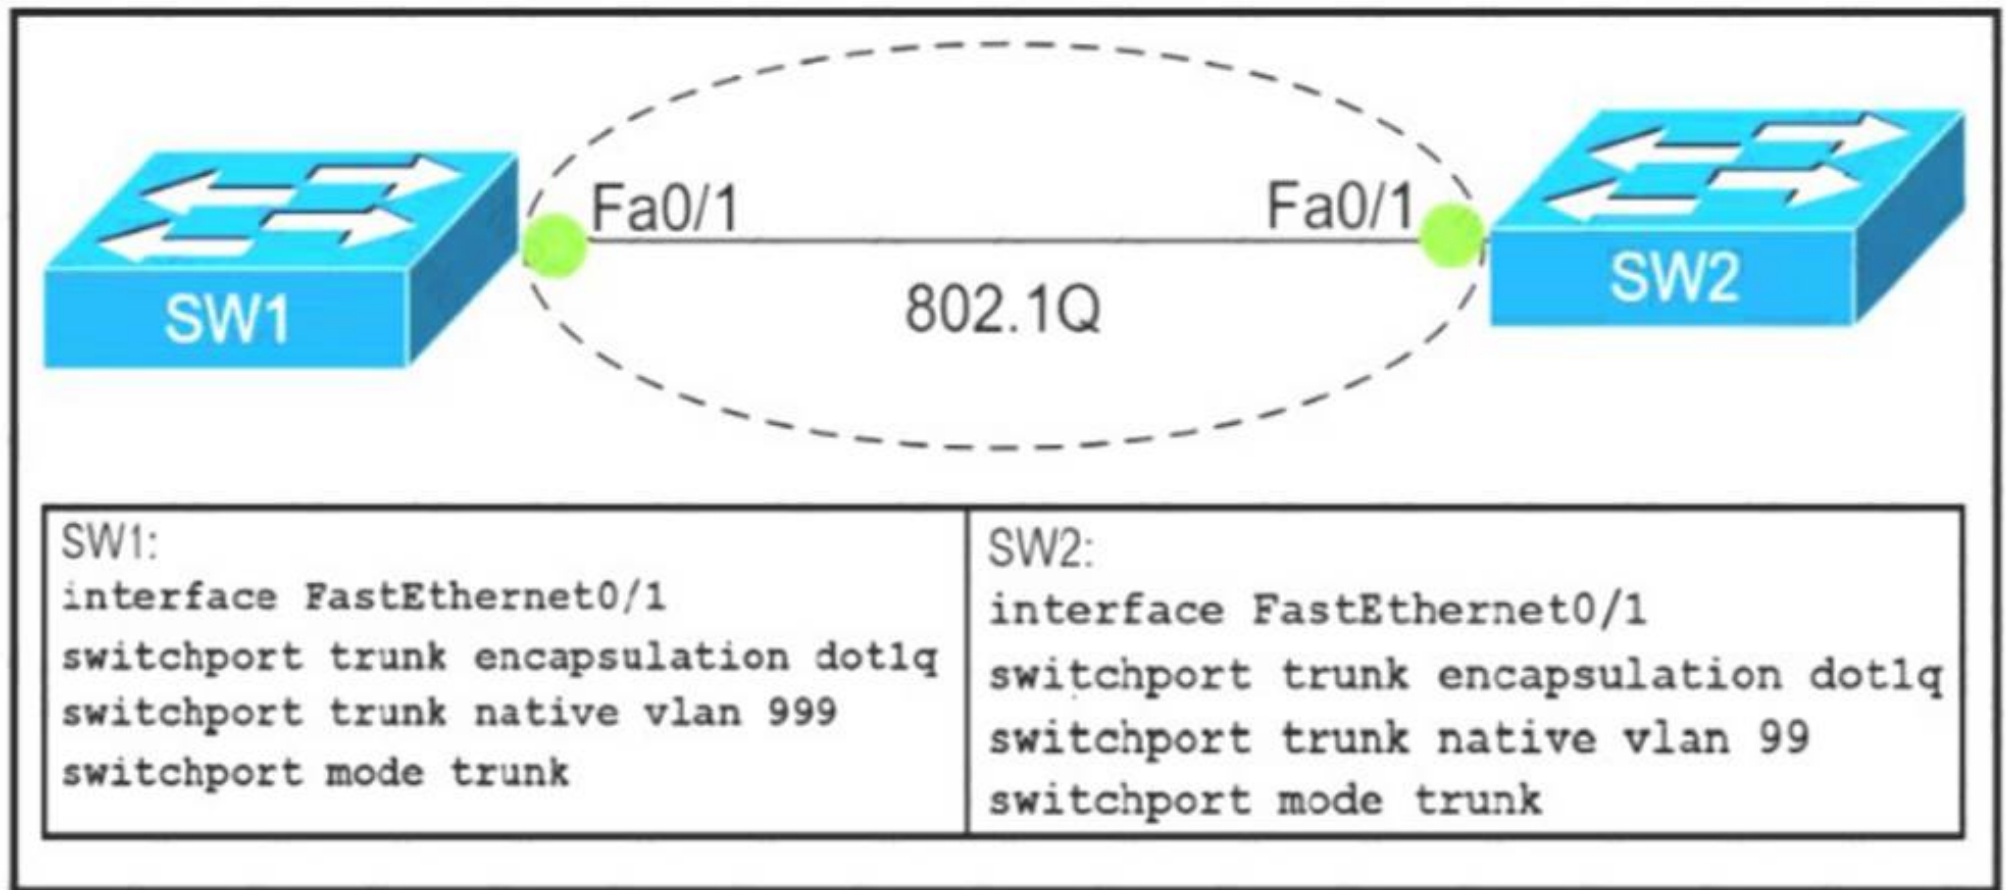 Fa0/1
Fa0/1
802.1Q
SW1
SW2
SW1:
interface FastEthernet0/1
switchport trunk encapsulation dot1q
switchport trunk native vlan 999
switchport mode trunk
SW2:
interface FastEthernet0/1
switchport trunk encapsulation dot1q
switchport trunk native vlan 99
switchport mode trunk